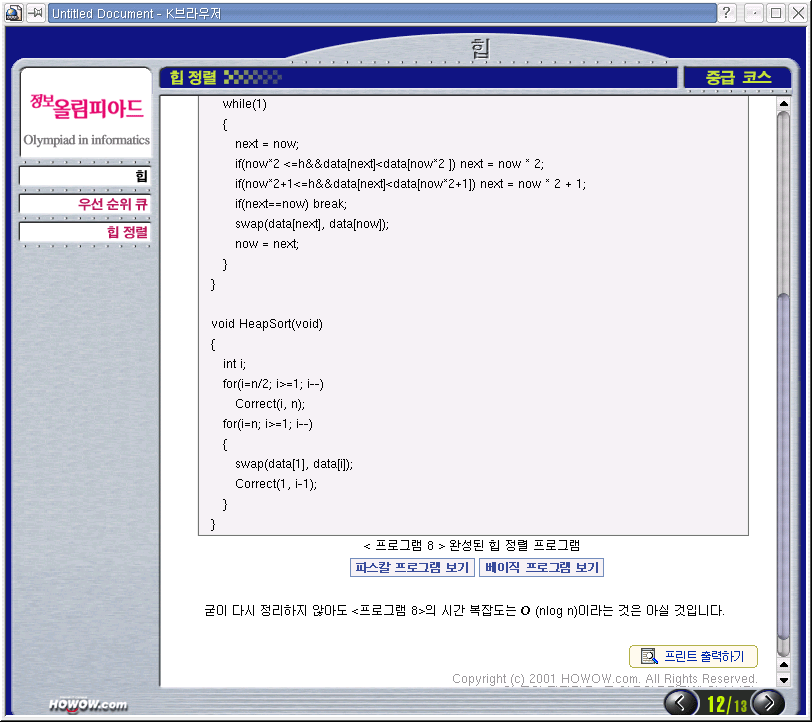 Untitled Document - K브라우저
힙
힙 정렬
중급 코스
정보올림피아드
Olympiad in informatics
힙
우선 순위 큐
힙 정렬
while(1)
{
next = now;
if(now*2 <=h&&data[next]<data[now*2 ]) next = now * 2;
if(now*2+1<=h&&data[next]<data[now*2+1]) next = now * 2 + 1;
if(next==now) break;
swap(data[next], data[now]);
now = next;
}
}
void HeapSort(void)
{
int i;
for(i=n/2; i>=1; i--)
Correct(i, n);
for(i=n; i>=1; i--)
{
swap(data[1], data[i]);
Correct(1, i-1);
}
}
< 프로그램 8 > 완성된 힙 정렬 프로그램
파스칼 프로그램 보기 베이직 프로그램 보기
굳이 다시 정리하지 않아도 <프로그램 8>의 시간 복잡도는 O (nlog n)이라는 것은 아실 것입니다.
프린트 출력하기
Copyright (c) 2001 HOWOW.com. All Rights Reserved.
HOWOW.com
12/13